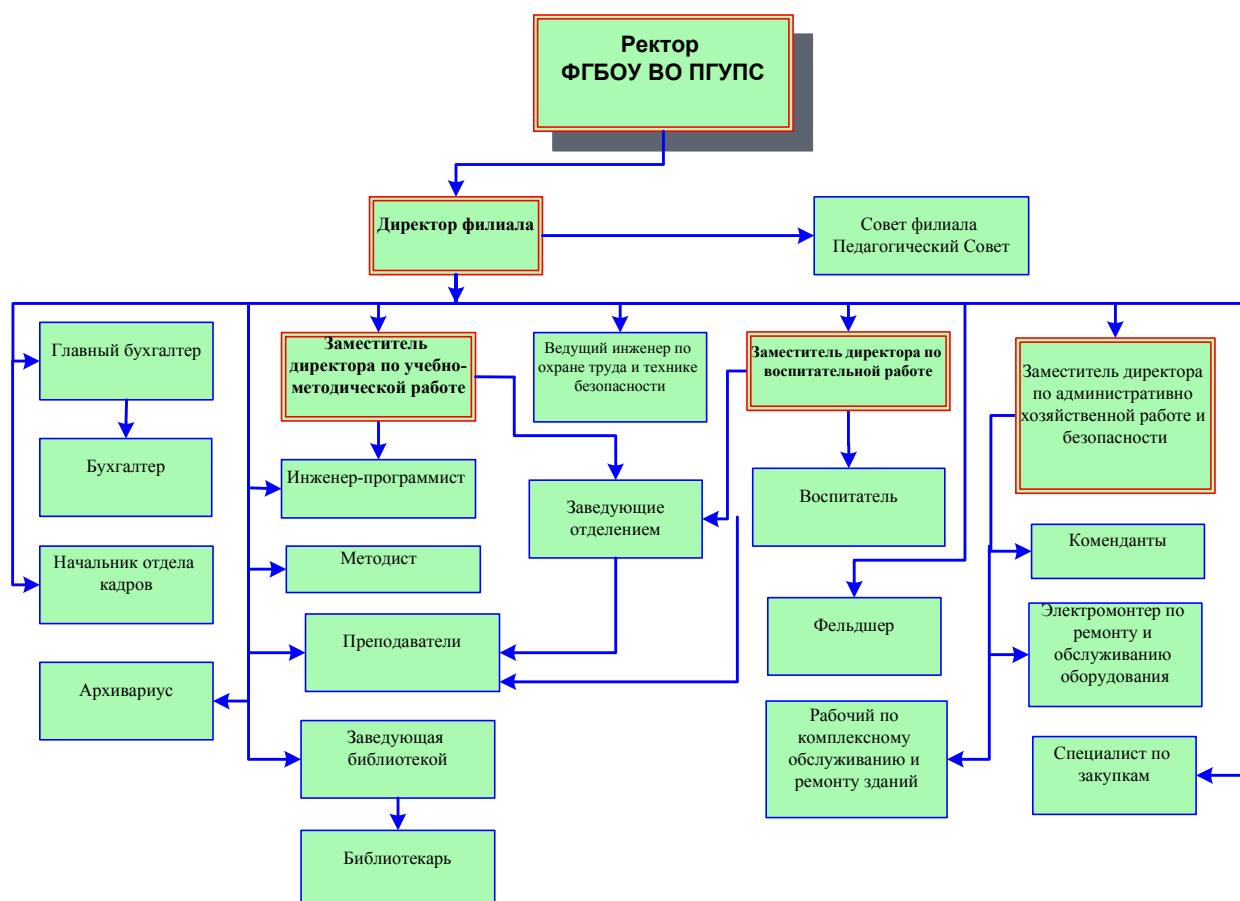 Ректор
ФГБОУ ВО ПГУПС
Директор филиала
Совет филиала
Педагогический Совет
Главный бухгалтер
Заместитель
директора по учебно-
методической работе
Ведущий инженер по
охране труда и технике
безопасности
Заместитель директора по
воспитательной работе
Заместитель директора
по административно
хозяйственной работе и
безопасности
Бухгалтер
Инженер-программист
Заведующие
отделением
Воспитатель
Начальник отдела
кадров
Методист
Коменданты
Преподаватели
Фельдшер
Электромонтер по
ремонту и
обслуживанию
оборудования
Архивариус
Заведующая
библиотекой
Рабочий по
комплексному
обслуживанию и
ремонту зданий
Специалист по
закупкам
Библиотекарь